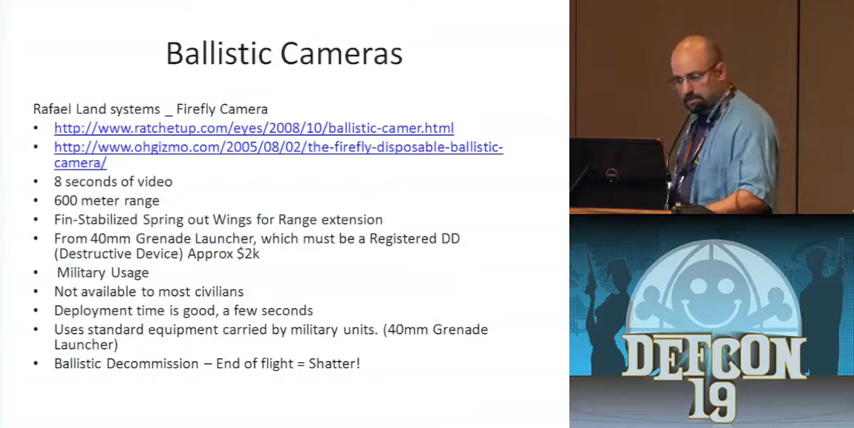 Ballistic Cameras
Rafael Land systems _ Firefly Camera
• http://www.ratchetup.com/eyes/2008/10/ballistic-camer.html
• http://www.ohgizmo.com/2005/08/02/the-firefly-disposable-ballistic-
camera/
• 8 seconds of video
• 600 meter range
• Fin-Stabilized Spring out Wings for Range extension
• From 40mm Grenade Launcher, which must be a Registered DD
(Destructive Device) Approx $2k
• Military Usage
• Not available to most civilians
• Deployment time is good, a few seconds
• Uses standard equipment carried by military units. (40mm Grenade
Launcher)
• Ballistic Decommission – End of flight = Shatter!
DEFCON
19